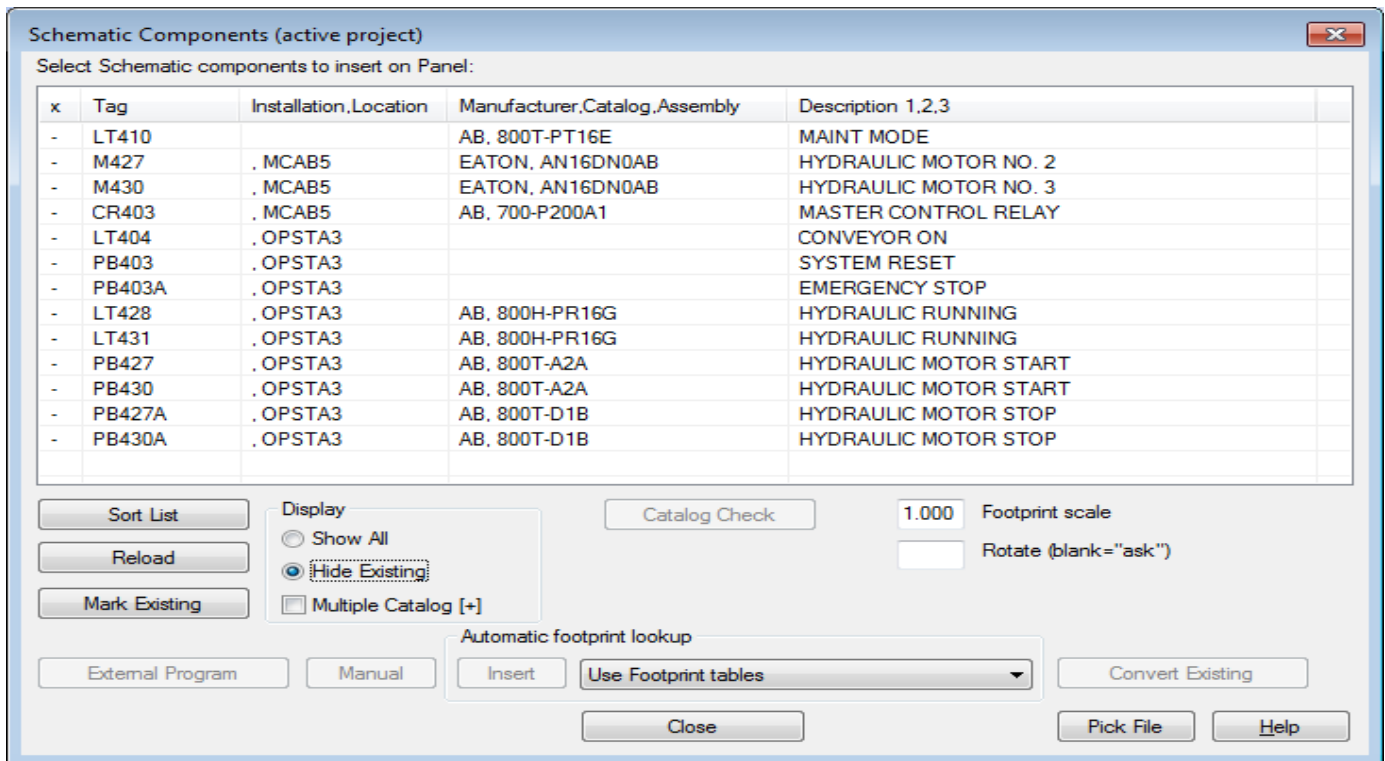 Schematic Components (active project)
Select Schematic components to insert on Panel:
x Tag Installation,Location Manufacturer,Catalog,Assembly Description 1,2,3
- LT410 AB, 800T-PT16E MAINT MODE
- M427 , MCAB5 EATON, AN16DN0AB HYDRAULIC MOTOR NO. 2
- M430 , MCAB5 EATON, AN16DN0AB HYDRAULIC MOTOR NO. 3
- CR403 , MCAB5 AB, 700-P200A1 MASTER CONTROL RELAY
- LT404 , OPSTA3 CONVEYOR ON
- PB403 , OPSTA3 SYSTEM RESET
- PB403A , OPSTA3 EMERGENCY STOP
- LT428 , OPSTA3 AB, 800H-PR16G HYDRAULIC RUNNING
- LT431 , OPSTA3 AB, 800H-PR16G HYDRAULIC RUNNING
- PB427 , OPSTA3 AB, 800T-A2A HYDRAULIC MOTOR START
- PB430 , OPSTA3 AB, 800T-A2A HYDRAULIC MOTOR START
- PB427A , OPSTA3 AB, 800T-D1B HYDRAULIC MOTOR STOP
- PB430A , OPSTA3 AB, 800T-D1B HYDRAULIC MOTOR STOP
Sort List
Reload
Mark Existing
Display
Show All
Hide Existing
Multiple Catalog [+]
Catalog Check
1.000 Footprint scale
Rotate (blank="ask")
Automatic footprint lookup
External Program Manual Insert Use Footprint tables Convert Existing
Close Pick File Help